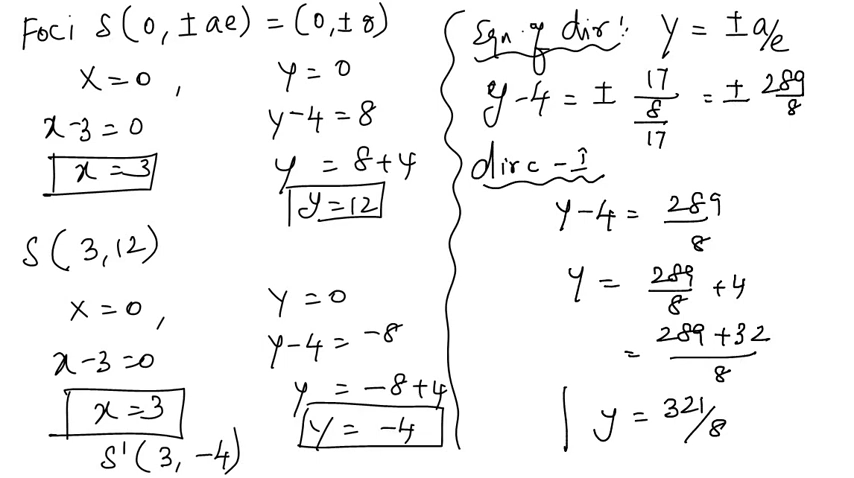 Foci S(0, ±ae) = (0, ±8)
X=0, Y=0
x-3=0 y-4=8
x=3 y = 8+4
y=12
S(3,12)
X=0, Y=0
x-3=0 y-4= -8
x=3 y = -8+4
y = -4
S'(3, -4)
Eqn. of dir: Y = ±a/e
y-4 = ± 17/(8/17) = ± 289/8
dirc - I
y-4 = 289/8
y = 289/8 + 4
= (289+32)/8
y = 321/8